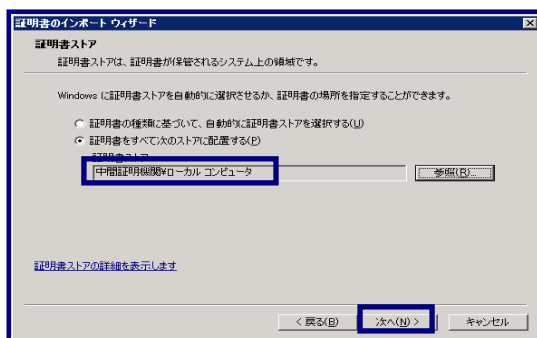 証明書のインポート ウィザード
証明書ストア
証明書ストアは、証明書が保管されるシステム上の領域です。
Windows に証明書ストアを自動的に選択させるか、証明書の場所を指定することができます。
証明書の種類に基づいて、自動的に証明書ストアを選択する(U)
証明書をすべて次のストアに配置する(P)
証明書ストア:
中間証明機関¥ローカル コンピュータ
参照(R)...
証明書ストアの詳細を表示します
< 戻る(B)
次へ(N) >
キャンセル